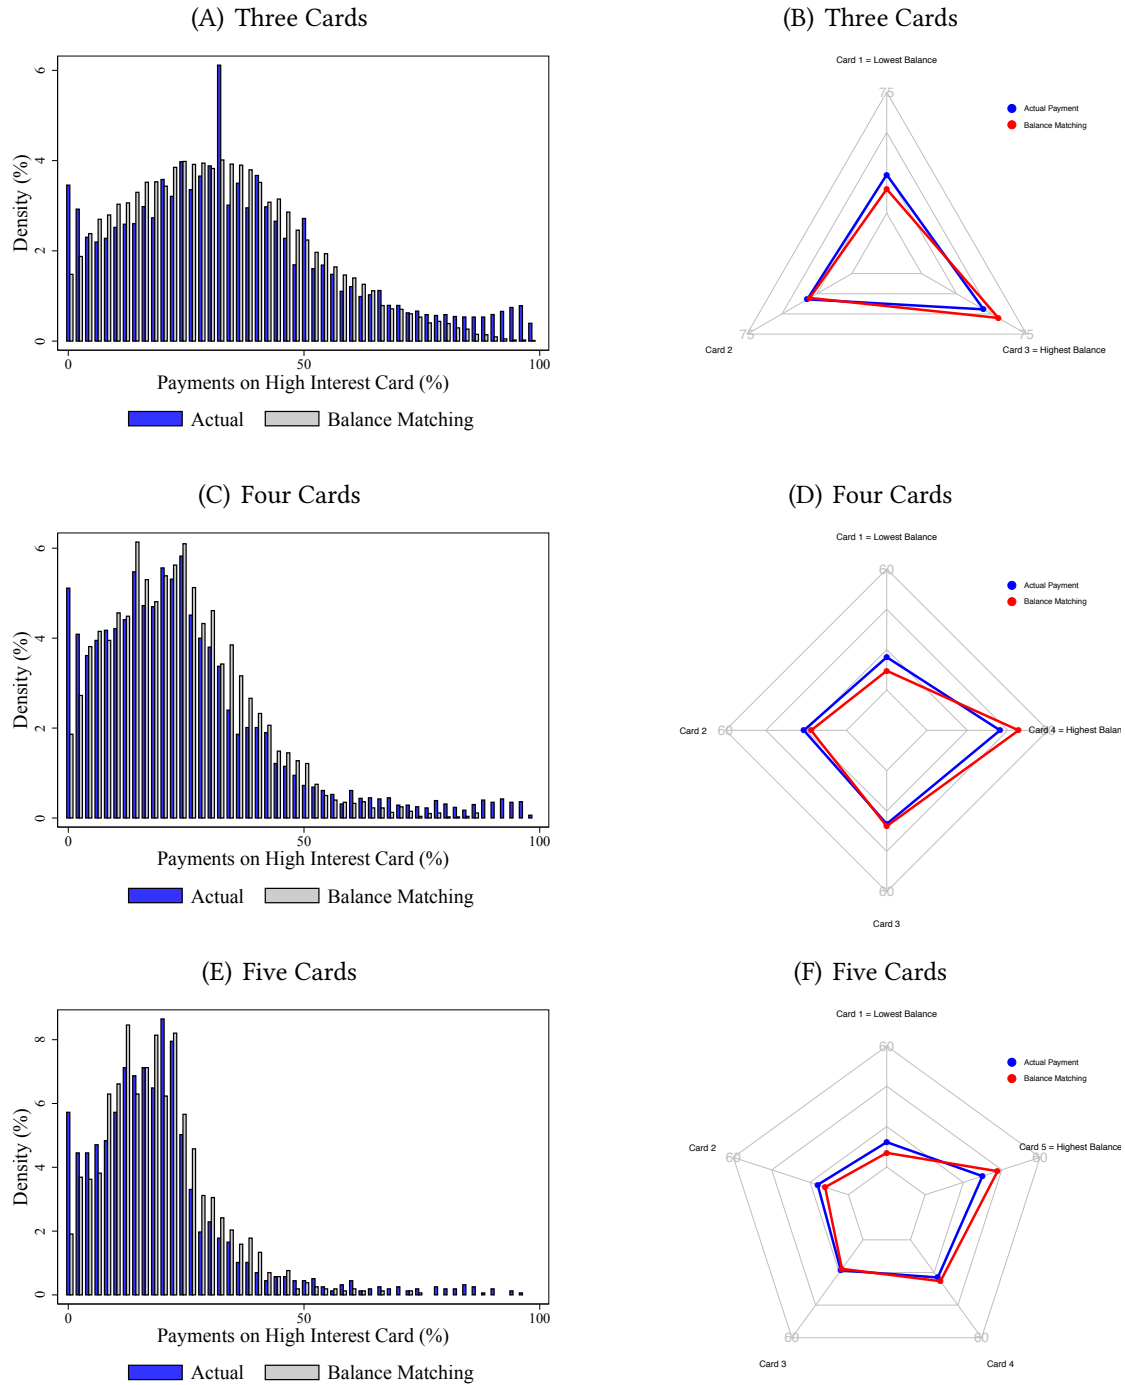 (A) Three Cards
Density (%)
6
4
2
0
0 50 100
Payments on High Interest Card (%)
Actual Balance Matching
(B) Three Cards
Card 1 = Lowest Balance
75
Actual Payment
Balance Matching
75
75
Card 2
Card 3 = Highest Balance
(C) Four Cards
Density (%)
6
4
2
0
0 50 100
Payments on High Interest Card (%)
Actual Balance Matching
(D) Four Cards
Card 1 = Lowest Balance
60
Actual Payment
Balance Matching
Card 2
60
Card 4 = Highest Balan
60
Card 3
(E) Five Cards
Density (%)
8
6
4
2
0
0 50 100
Payments on High Interest Card (%)
Actual Balance Matching
(F) Five Cards
Card 1 = Lowest Balance
60
Actual Payment
Balance Matching
Card 2
60
Card 5 = Highest Balance
60
60
60
Card 3
Card 4